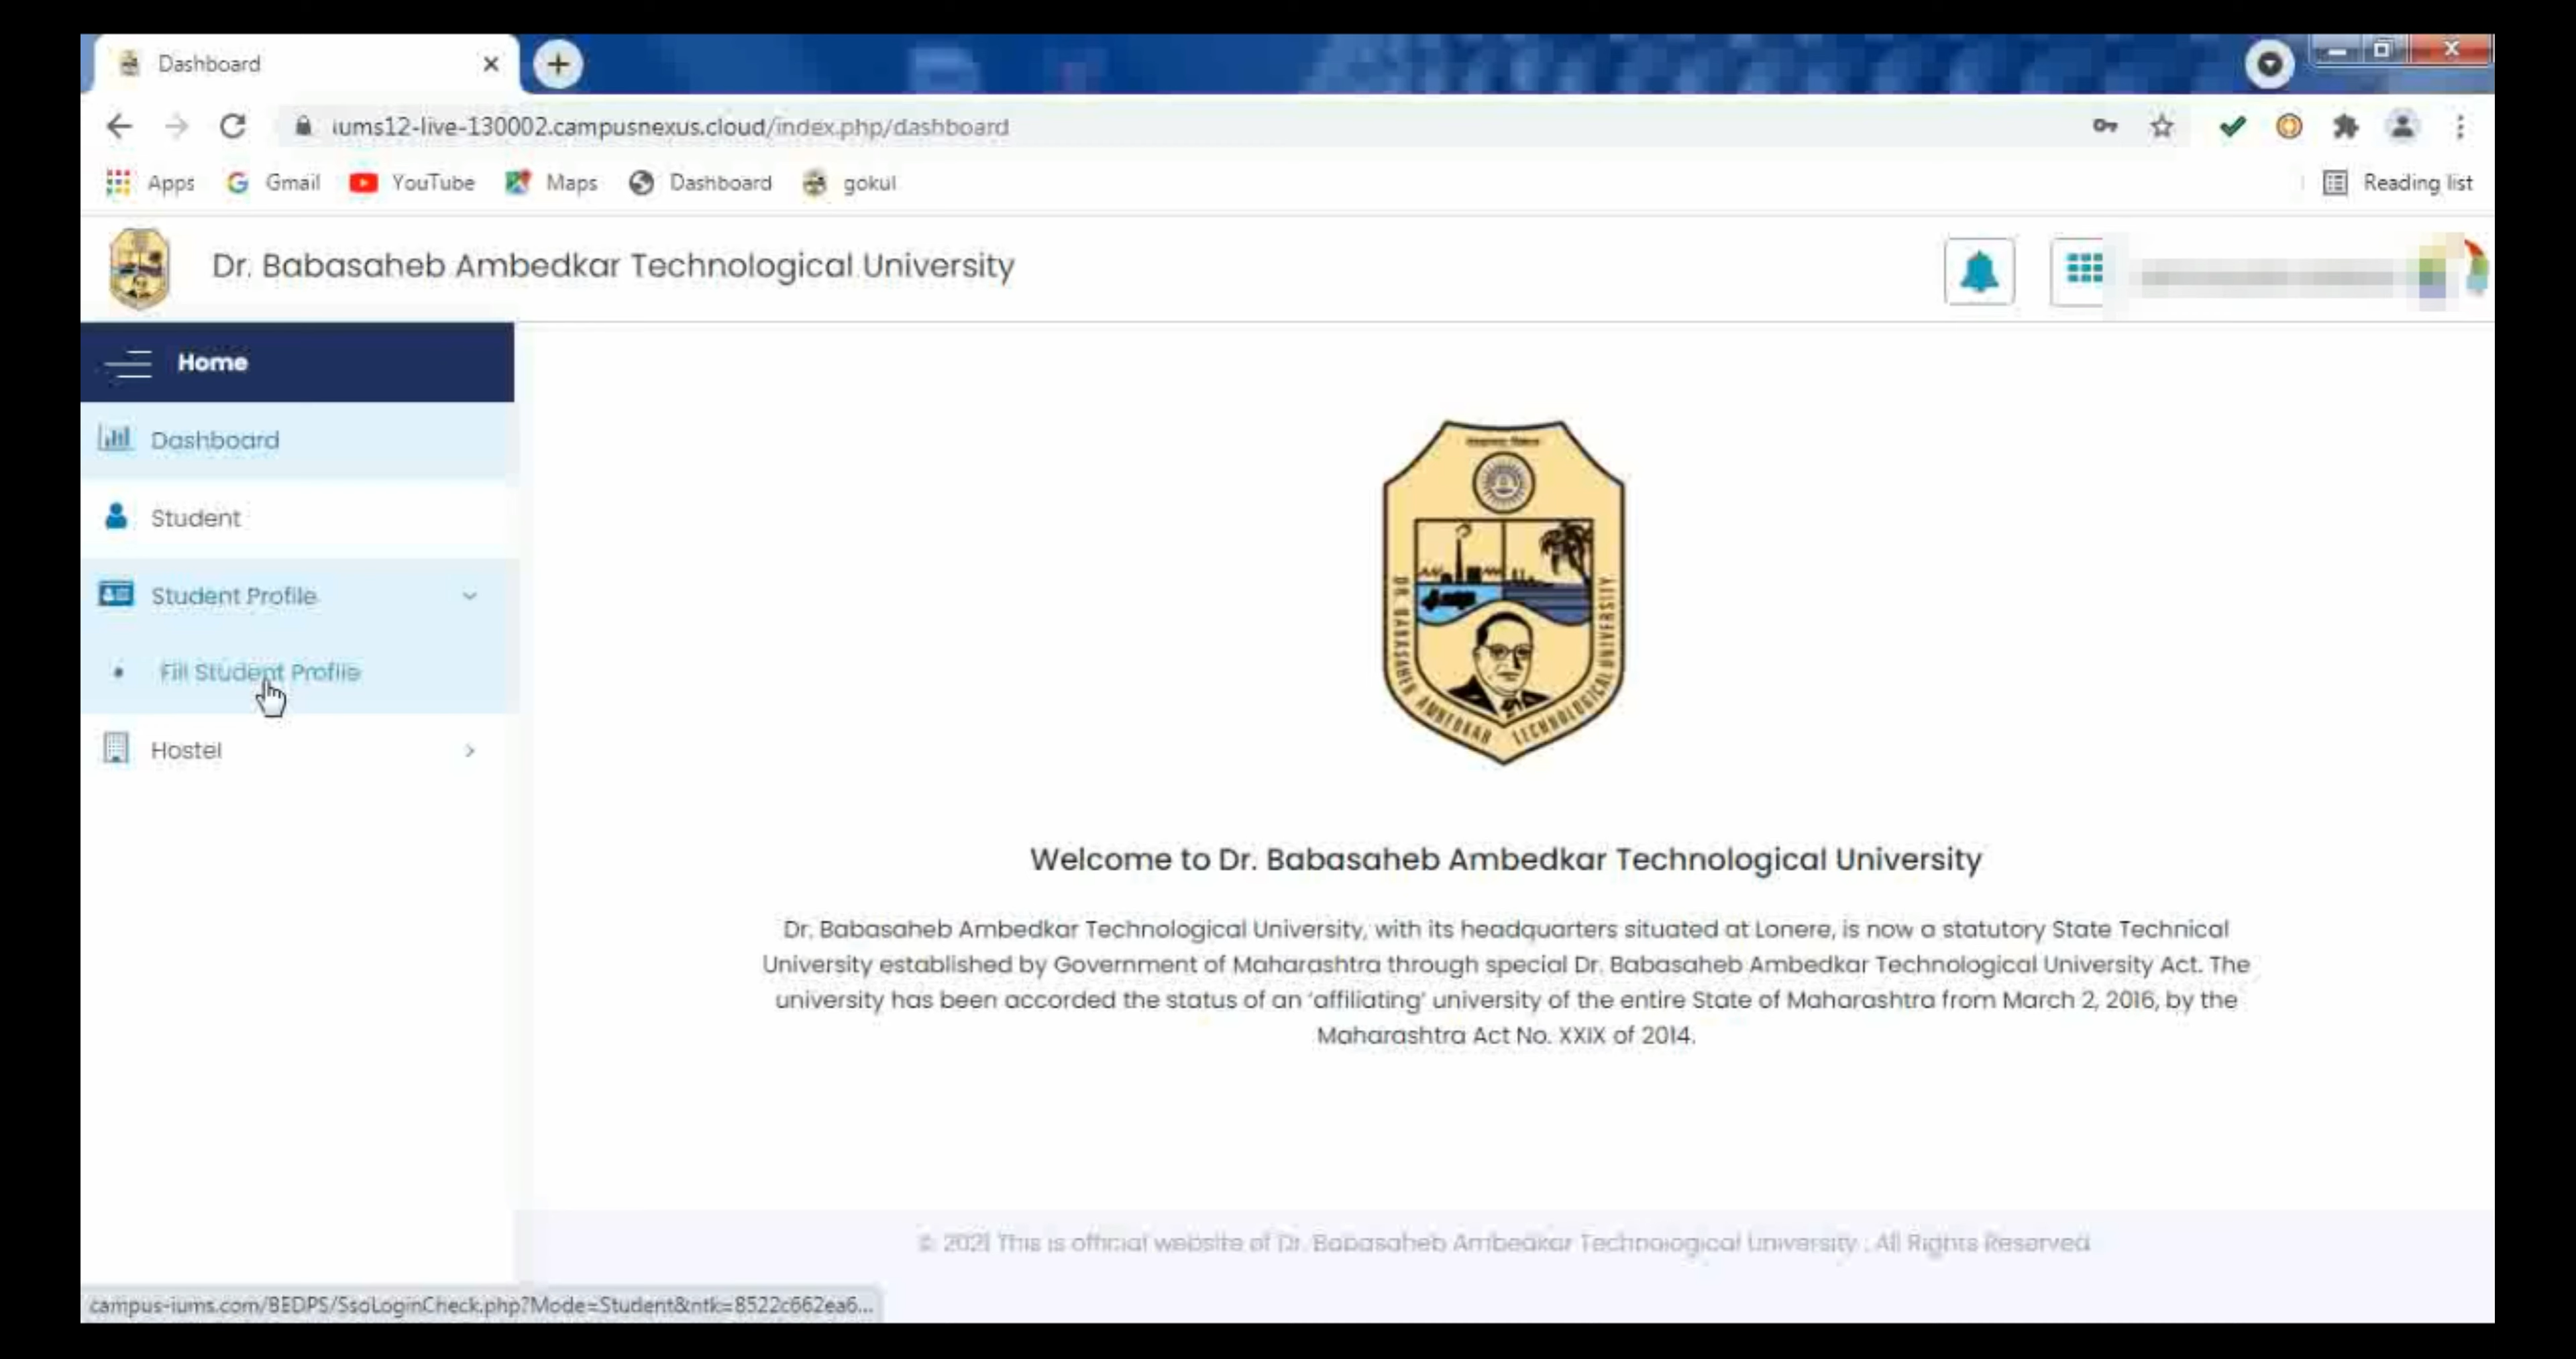 Dashboard
iums12-live-130002.campusnexus.cloud/index.php/dashboard
Apps Gmail YouTube Maps Dashboard gokul Reading list
Dr. Babasaheb Ambedkar Technological University
Home
Dashboard
Student
Student Profile
Fill Student Profile
Hostel
DR. BABASAHEB AMBEDKAR TECHNOLOGICAL UNIVERSITY
Welcome to Dr. Babasaheb Ambedkar Technological University
Dr. Babasaheb Ambedkar Technological University, with its headquarters situated at Lonere, is now a statutory State Technical
University established by Government of Maharashtra through special Dr. Babasaheb Ambedkar Technological University Act. The
university has been accorded the status of an 'affiliating' university of the entire State of Maharashtra from March 2, 2016, by the
Maharashtra Act No. XXIX of 2014.
© 2021 This is official website of Dr. Babasaheb Ambedkar Technological University . All Rights Reserved
campus-iums.com/BEDPS/SsoLoginCheck.php?Mode=Student&ntk=8522c662ea6...